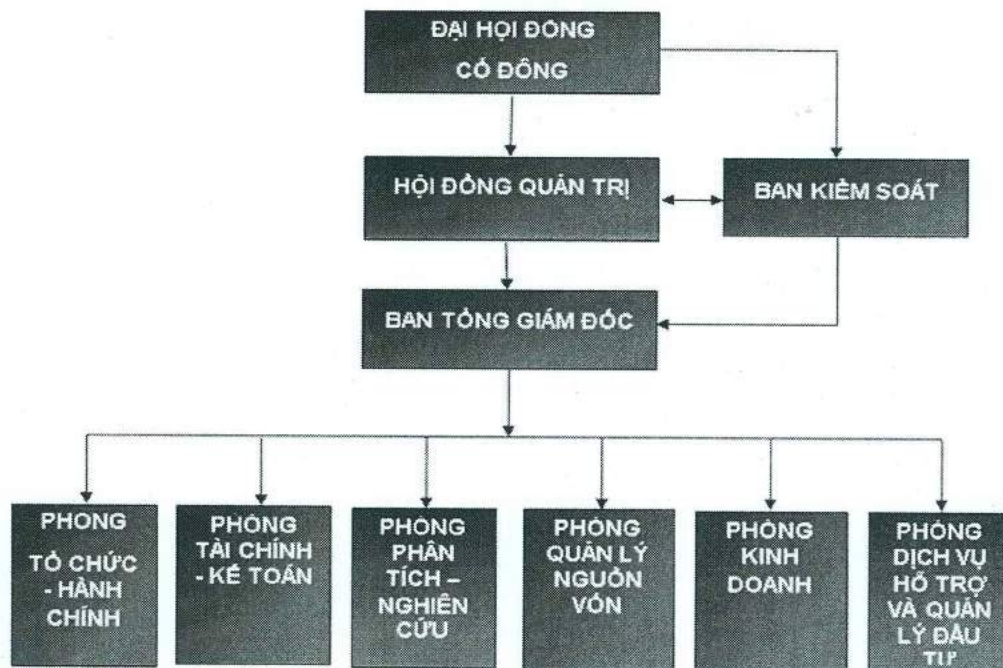 ĐẠI HỘI ĐỒNG
CỔ ĐÔNG
HỘI ĐỒNG QUẢN TRỊ
BAN KIỂM SOÁT
BAN TỔNG GIÁM ĐỐC
PHÒNG
TỔ CHỨC
- HÀNH
CHÍNH
PHÒNG
TÀI CHÍNH
- KẾ TOÁN
PHÒNG
PHÂN
TÍCH –
NGHIÊN
CỨU
PHÒNG
QUẢN LÝ
NGUỒN
VỐN
PHÒNG
KINH
DOANH
PHÒNG
DỊCH VỤ
HỖ TRỢ
VÀ QUẢN
LÝ ĐẦU
TƯ